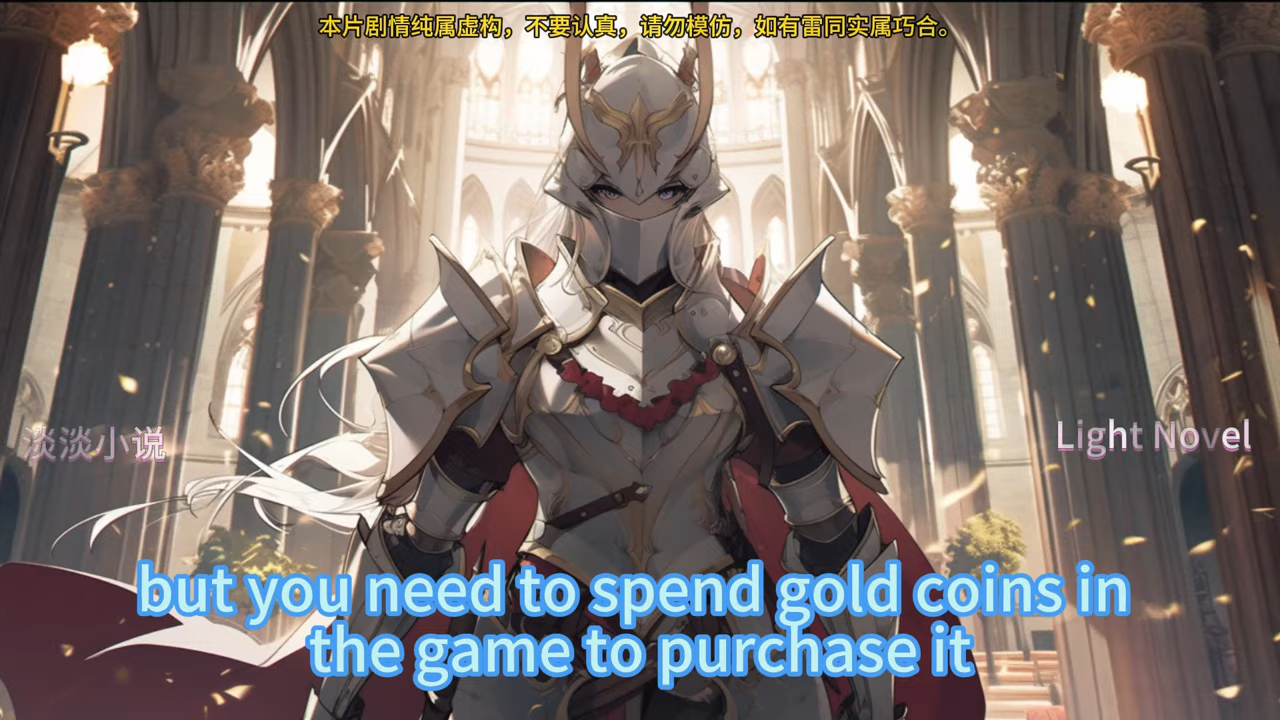 本片剧情纯属虚构，不要认真，请勿模仿，如有雷同实属巧合。
淡淡小说
Light Novel
but you need to spend gold coins in
the game to purchase it